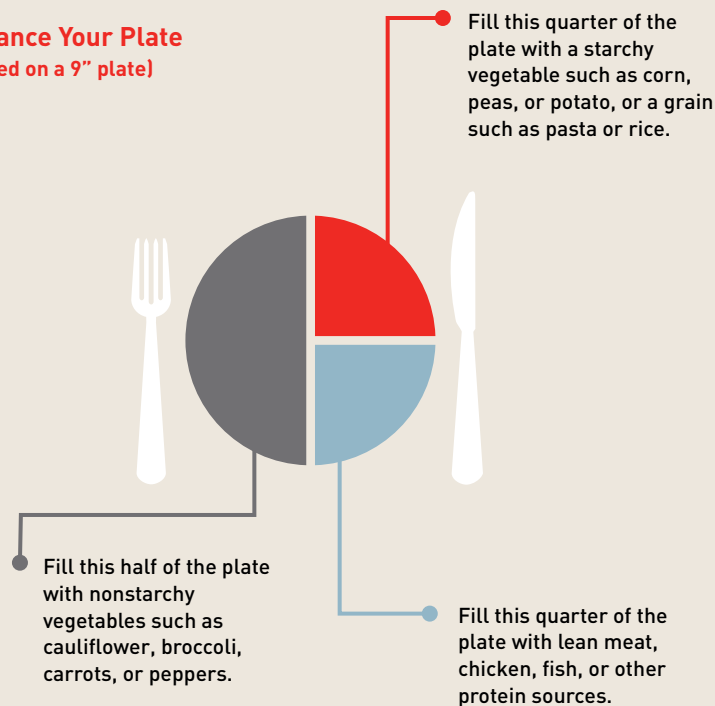 ance Your Plate
ed on a 9” plate)
Fill this quarter of the
plate with a starchy
vegetable such as corn,
peas, or potato, or a grain
such as pasta or rice.
Fill this half of the plate
with nonstarchy
vegetables such as
cauliflower, broccoli,
carrots, or peppers.
Fill this quarter of the
plate with lean meat,
chicken, fish, or other
protein sources.